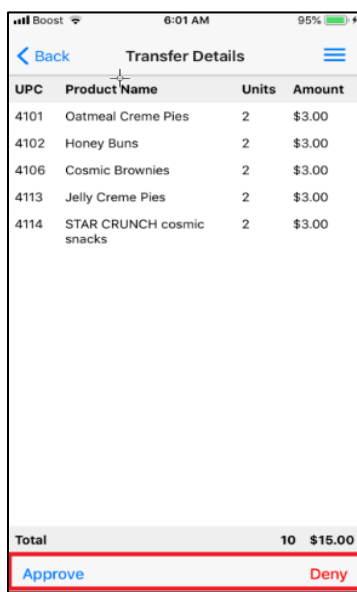 Boost 6:01 AM 95%
Back Transfer Details
UPC Product Name Units Amount
4101 Oatmeal Creme Pies 2 $3.00
4102 Honey Buns 2 $3.00
4106 Cosmic Brownies 2 $3.00
4113 Jelly Creme Pies 2 $3.00
4114 STAR CRUNCH cosmic 2 $3.00
snacks
Total 10 $15.00
Approve Deny